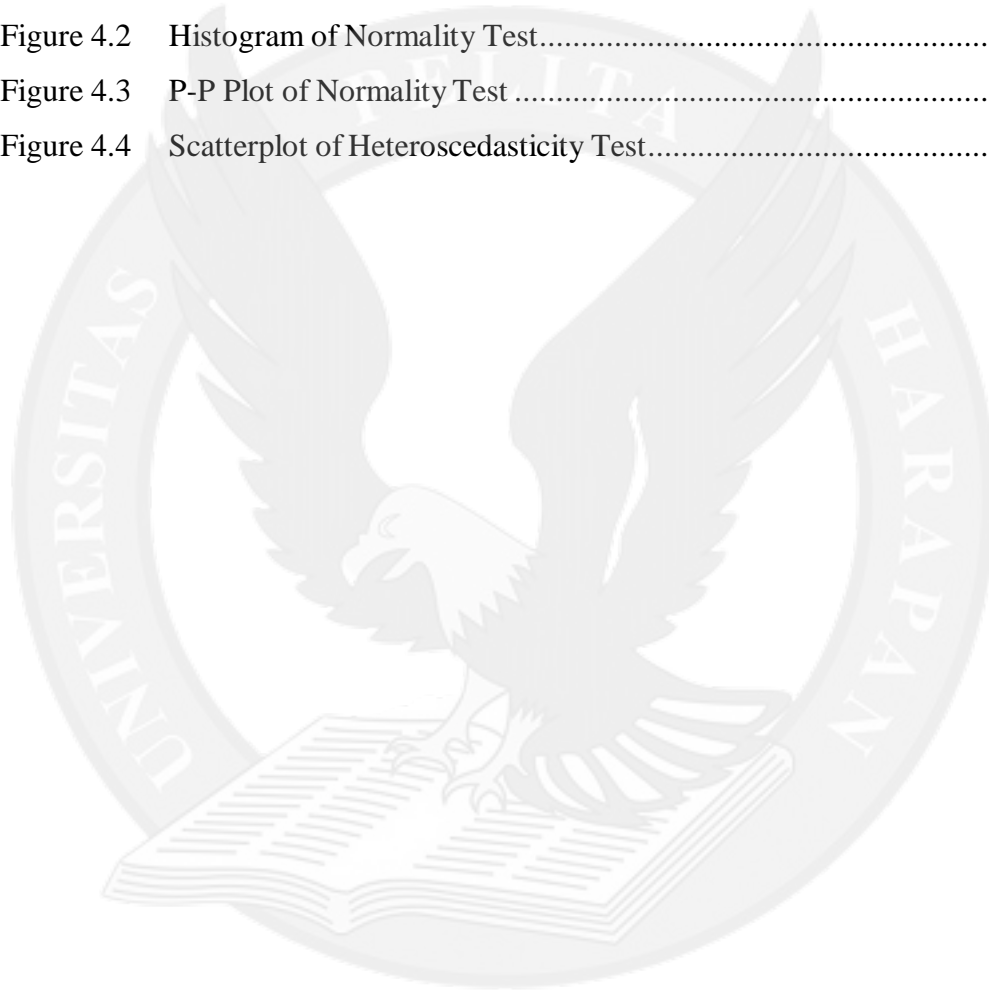 Figure 4.2 Histogram of Normality Test............................................................
Figure 4.3 P-P Plot of Normality Test ...............................................................
Figure 4.4 Scatterplot of Heteroscedasticity Test.............................................
UNIVERSITAS PELITA HARAPAN